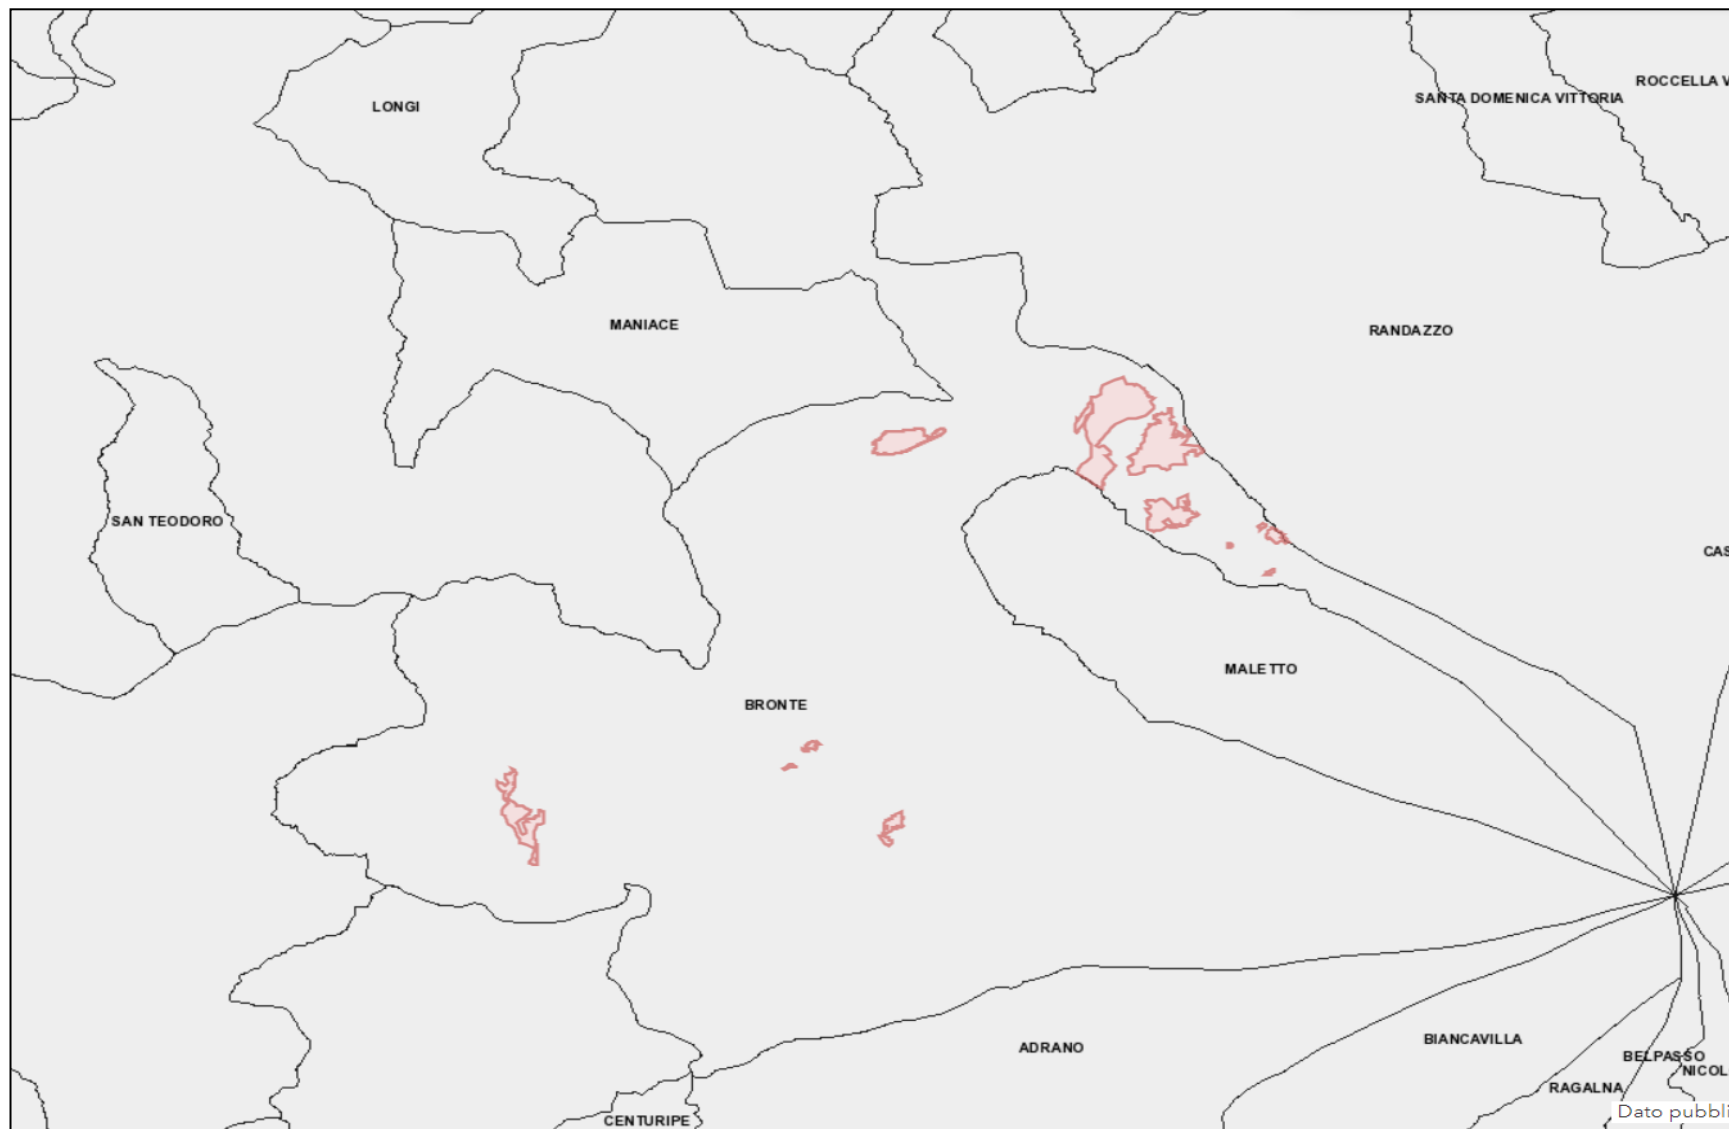 ROCCELLA V
SANTA DOMENICA VITTORIA
LONGI
MANIACE
RANDAZZO
SAN TEODORO
CAS
MALETTO
BRONTE
ADRANO
BIANCAVILLA
BELPASSO
NICOL
RAGALNA
Dato pubbli
CENTURIPE